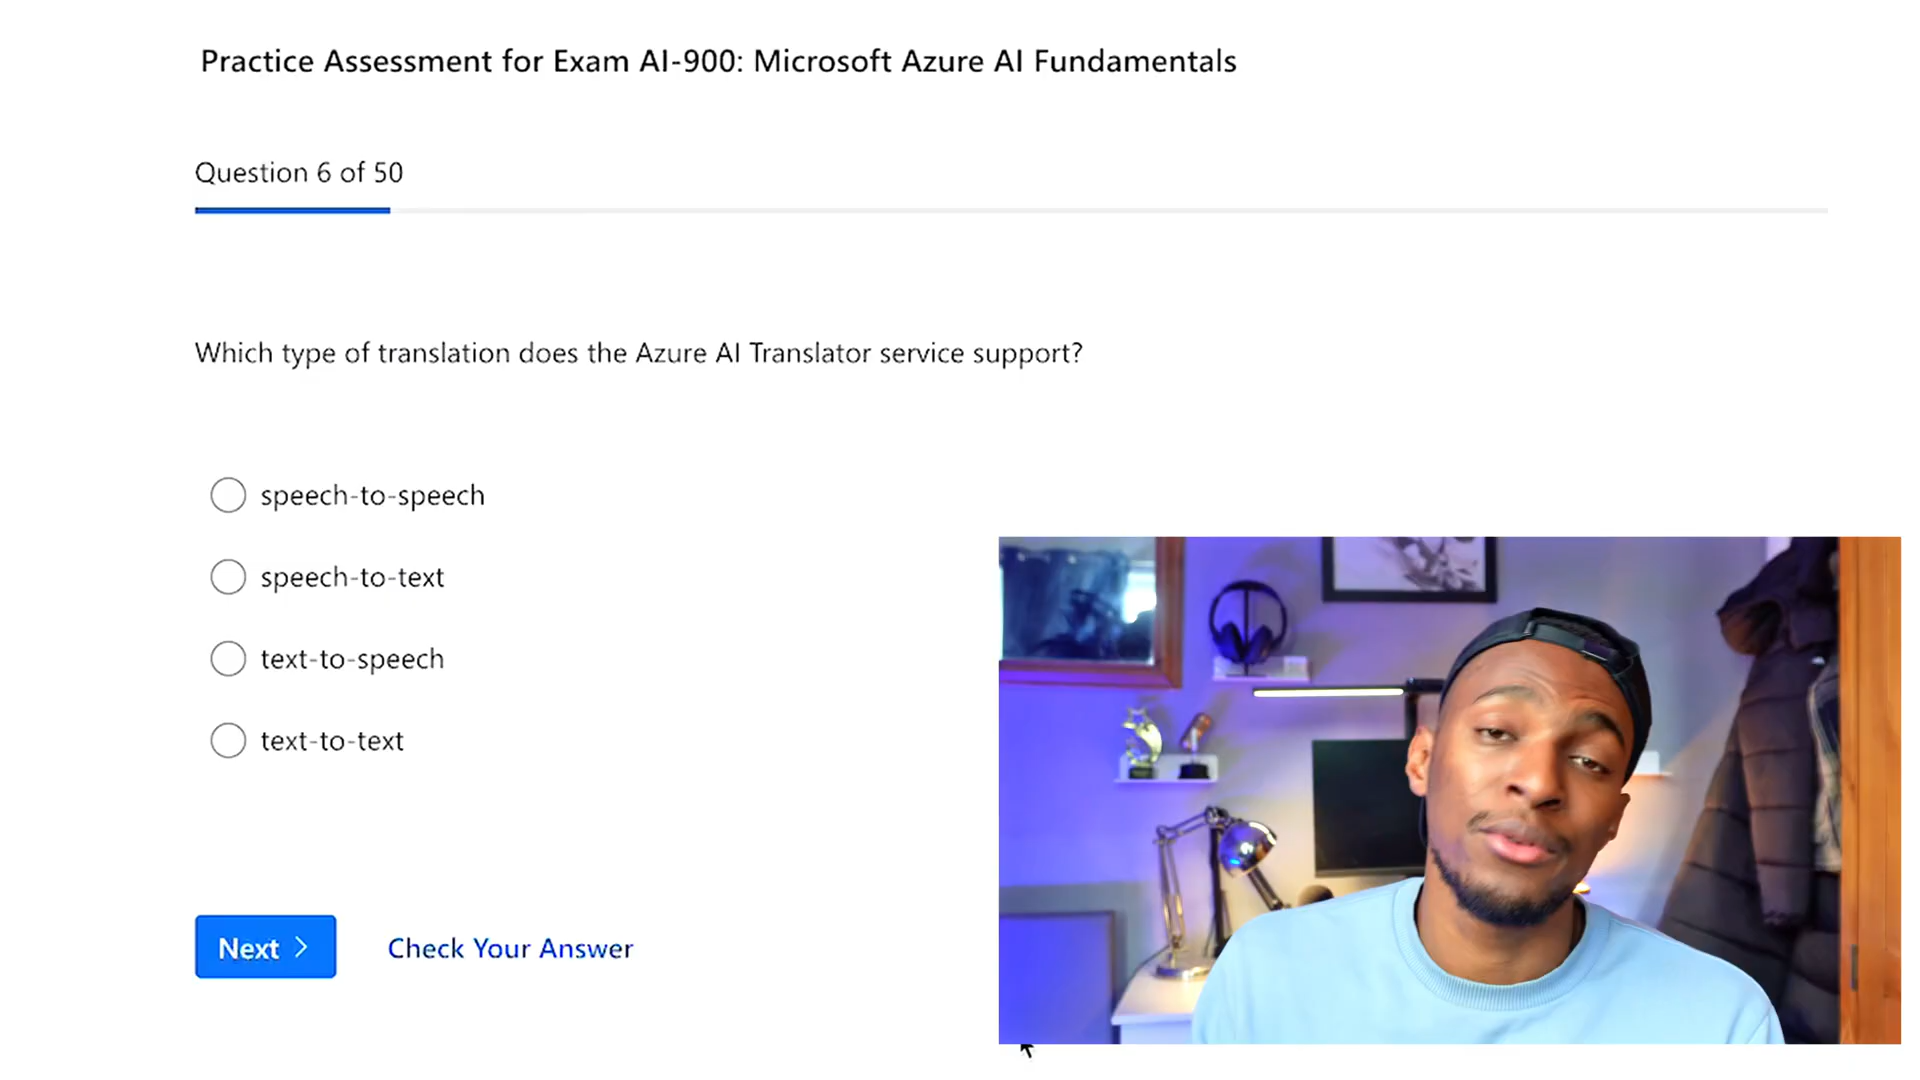 Practice Assessment for Exam AI-900: Microsoft Azure AI Fundamentals
Question 6 of 50
Which type of translation does the Azure AI Translator service support?
speech-to-speech
speech-to-text
text-to-speech
text-to-text
Next
Check Your Answer